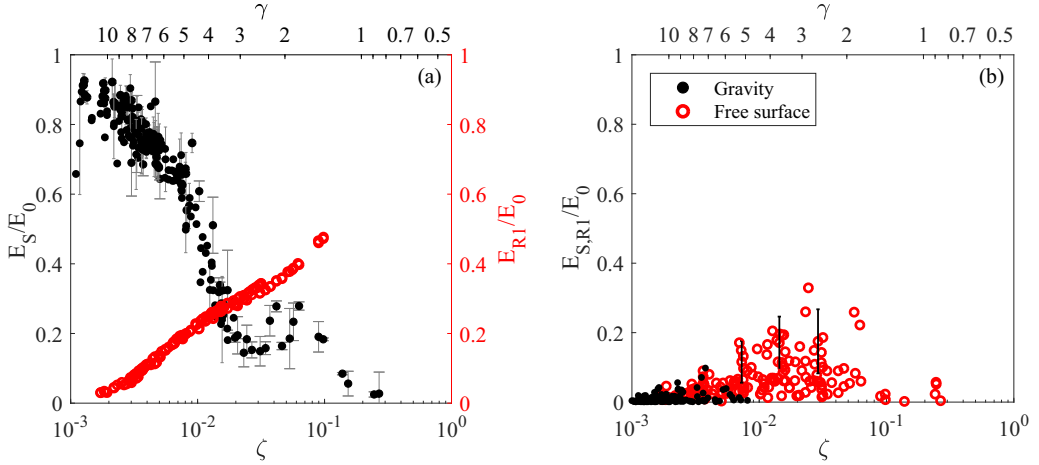 γ
10 8 7 6 5 4 3 2 1 0.7 0.5
1 1
(a)
0.8 0.8
0.6 0.6
E_S/E_0
E_R1/E_0
0.4 0.4
0.2 0.2
0 0
10^-3 10^-2 10^-1 10^0
ζ
γ
10 8 7 6 5 4 3 2 1 0.7 0.5
1
(b)
Gravity
Free surface
0.8
0.6
E_S,R1/E_0
0.4
0.2
0
10^-3 10^-2 10^-1 10^0
ζ